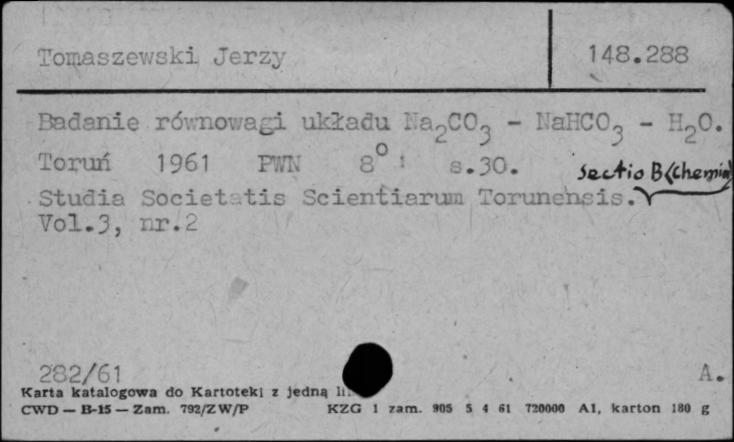 Tomaszewski Jerzy 148.288
Badanie równowagi układu Na₂CO₃ - NaHCO₃ - H₂O.
Toruń 1961 PWN 8° s.30. sectio B(chemia)
Studia Societatis Scientiarum Torunensis.
Vol.3, nr.2
282/61 A.
Karta katalogowa do Kartoteki z jedną
CWD — B-15 — Zam. 792/ZW/P KZG 1 zam. 905 5 4 61 720000 A1, karton 180 g